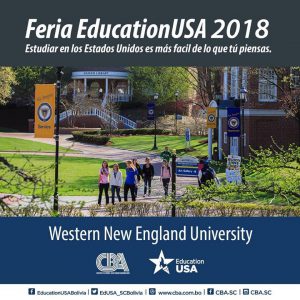 Feria EducationUSA 2018
Estudiar en los Estados Unidos es más facil de lo que tú piensas.
Western New England University
CBA
Education
USA
EducationUSABolivia | EdUSA_SCBolivia | www.cba.com.bo | CBA-SC | CBA.SC